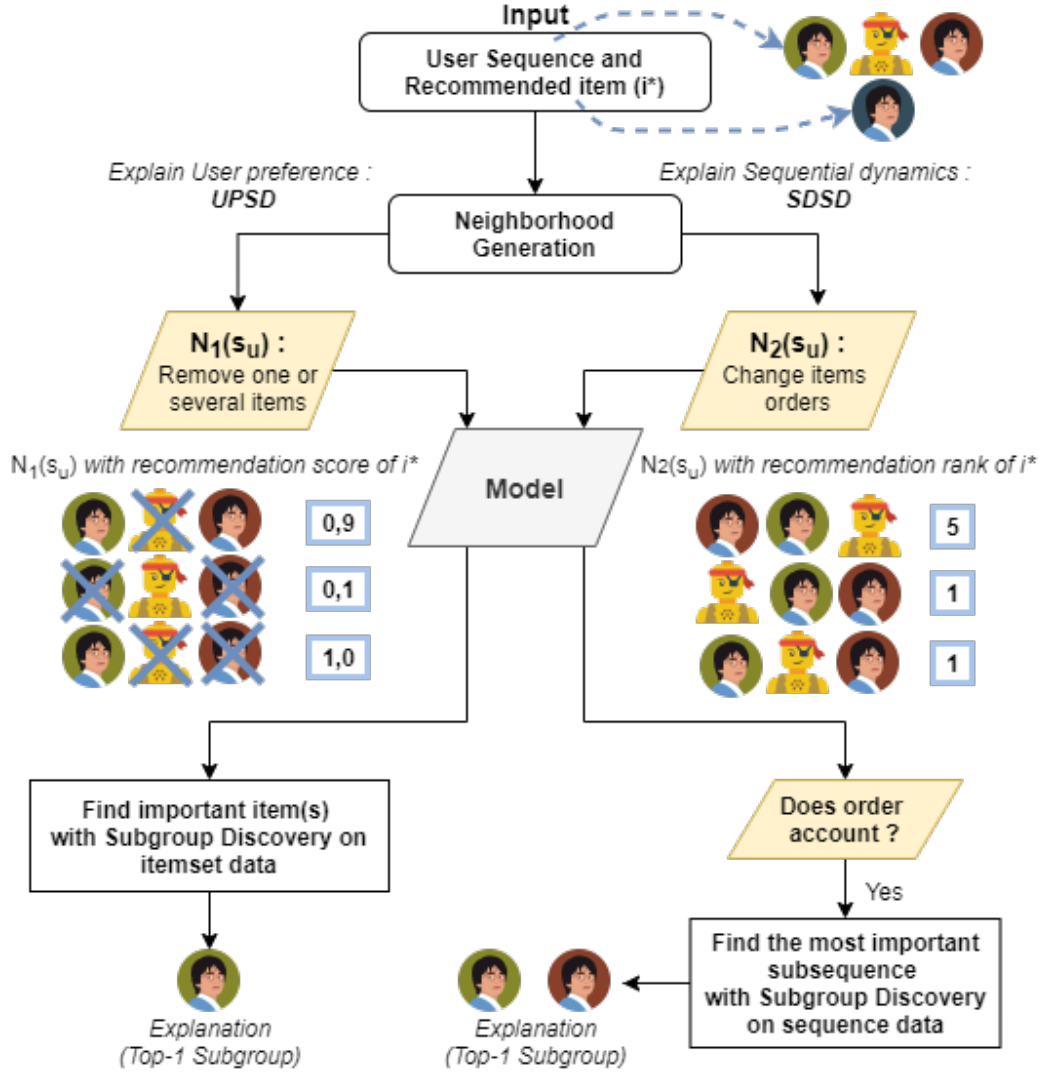 Input
User Sequence and
Recommended item (i*)
Explain User preference :
UPSD
Explain Sequential dynamics :
SDSD
Neighborhood
Generation
N1(su) :
Remove one or
several items
N2(su) :
Change items
orders
N1(su) with recommendation score of i*
Model
N2(su) with recommendation rank of i*
0,9
0,1
1,0
5
1
1
Find important item(s)
with Subgroup Discovery on
itemset data
Does order
account ?
Yes
Find the most important
subsequence
with Subgroup Discovery
on sequence data
Explanation
(Top-1 Subgroup)
Explanation
(Top-1 Subgroup)